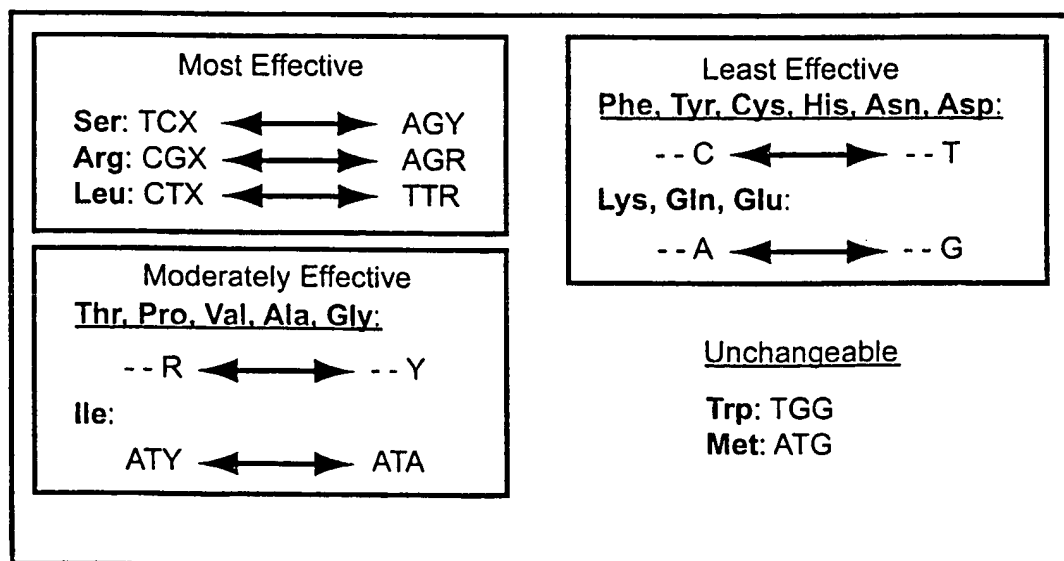 Most Effective
Ser: TCX AGY
Arg: CGX AGR
Leu: CTX TTR
Moderately Effective
Thr, Pro, Val, Ala, Gly:
--R --Y
Ile:
ATY ATA
Least Effective
Phe, Tyr, Cys, His, Asn, Asp:
--C --T
Lys, Gln, Glu:
--A --G
Unchangeable
Trp: TGG
Met: ATG